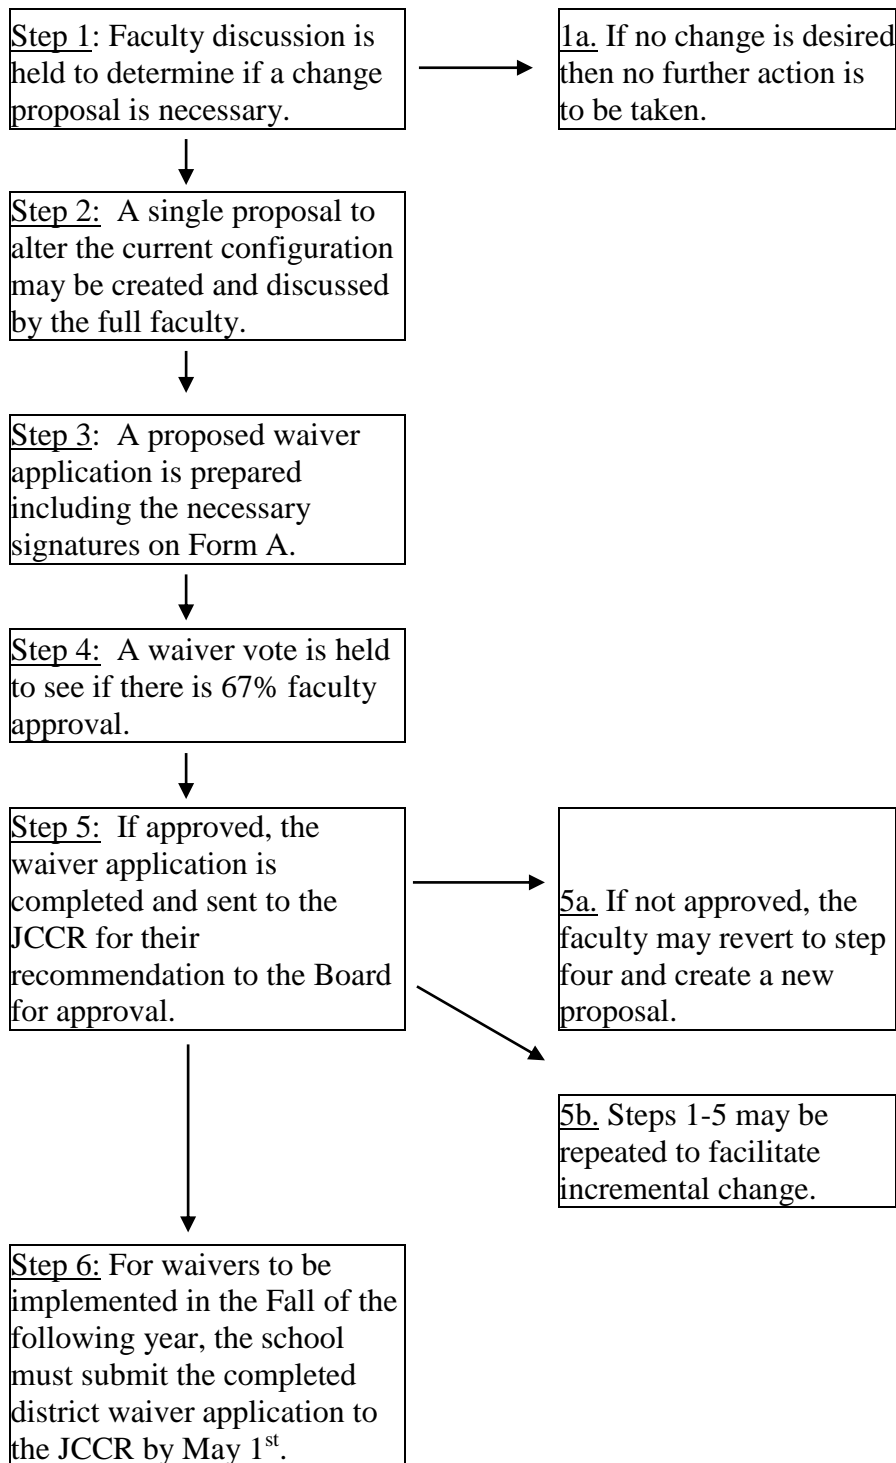 Step 1: Faculty discussion is
held to determine if a change
proposal is necessary.
1a. If no change is desired
then no further action is
to be taken.
Step 2:  A single proposal to
alter the current configuration
may be created and discussed
by the full faculty.
Step 3:  A proposed waiver
application is prepared
including the necessary
signatures on Form A.
Step 4:  A waiver vote is held
to see if there is 67% faculty
approval.
Step 5:  If approved, the
waiver application is
completed and sent to the
JCCR for their
recommendation to the Board
for approval.
5a. If not approved, the
faculty may revert to step
four and create a new
proposal.
5b. Steps 1-5 may be
repeated to facilitate
incremental change.
Step 6: For waivers to be
implemented in the Fall of the
following year, the school
must submit the completed
district waiver application to
the JCCR by May 1st.